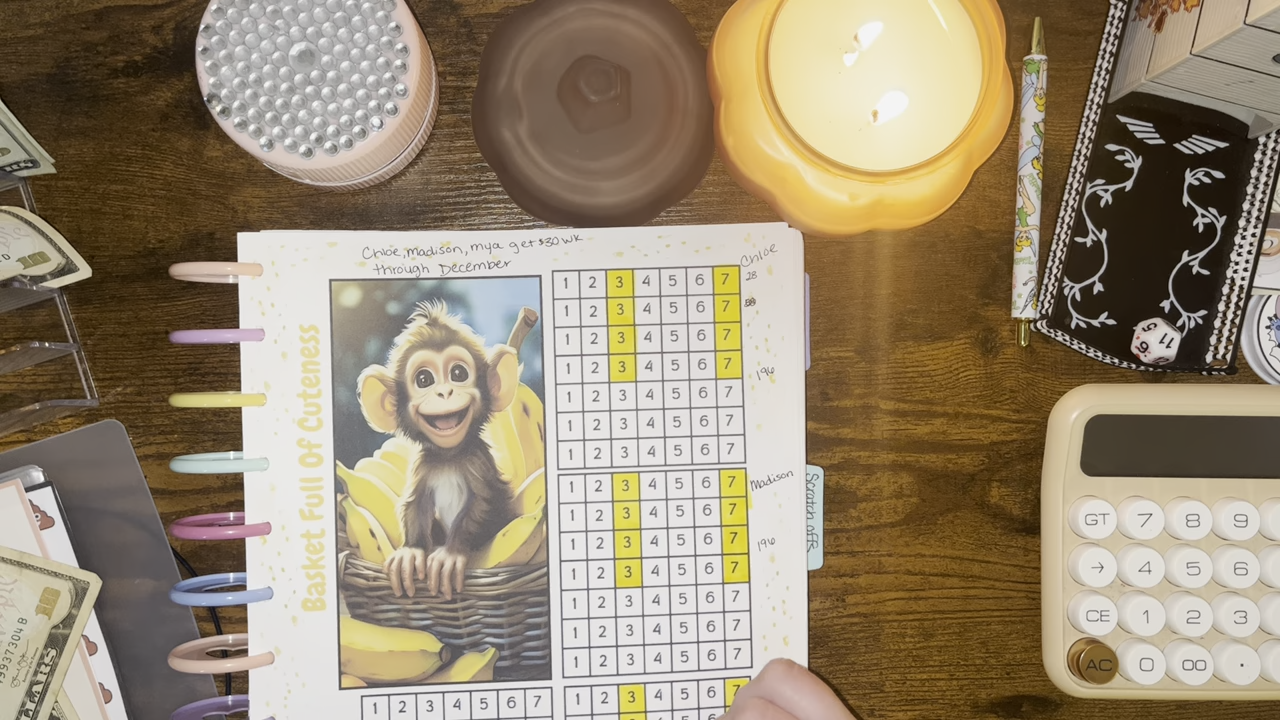 Chloe, madison, mya get $30 wk
through December
Basket Full Of Cuteness
Chloe
1 2 3 4 5 6 7
28
1 2 3 4 5 6 7
1 2 3 4 5 6 7
1 2 3 4 5 6 7
196
1 2 3 4 5 6 7
1 2 3 4 5 6 7
1 2 3 4 5 6 7
Madison
1 2 3 4 5 6 7
1 2 3 4 5 6 7
1 2 3 4 5 6 7
196
1 2 3 4 5 6 7
1 2 3 4 5 6 7
1 2 3 4 5 6 7
1 2 3 4 5 6 7
1 2 3 4 5 6 7
1 2 3 4 5 6 7
Scratch offs
GT 7 8 9
→ 4 5 6
CE 1 2 3
AC 0 00 .
11
6
19937304B